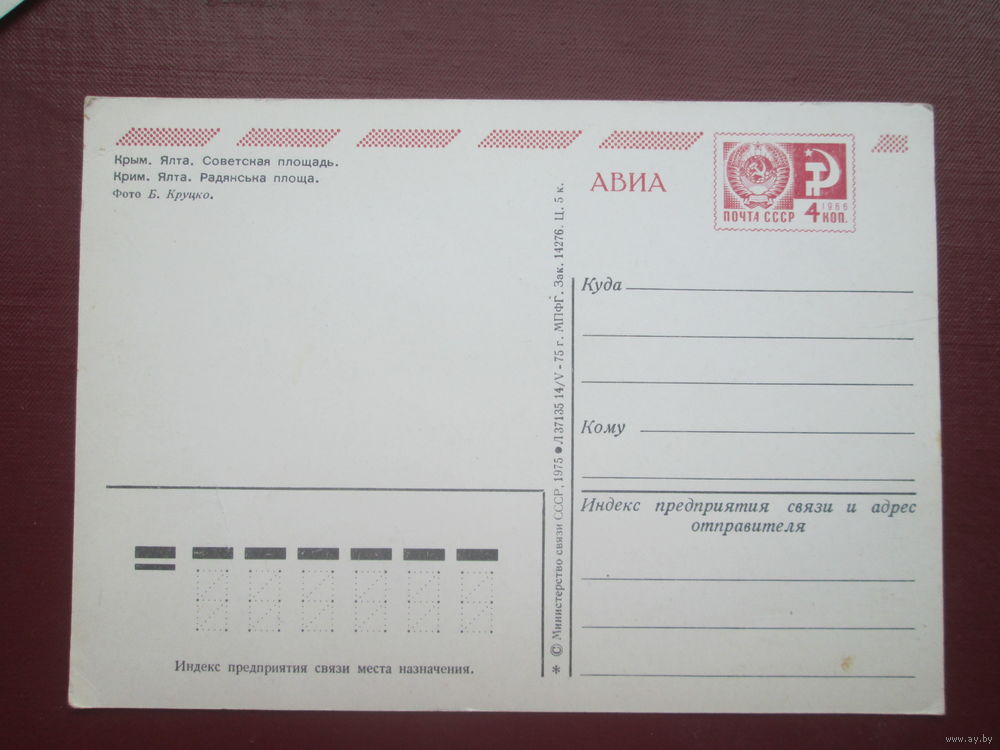 Крым. Ялта. Советская площадь.
Крим. Ялта. Радянська площа.
Фото Б. Круцко.
АВИА
ПОЧТА СССР 4 1966 КОП.
Куда
Кому
Индекс предприятия связи и адрес
отправителя
* © Министерство связи СССР, 1975 ● Л 37135 14/V - 75 г. МПФГ. Зак. 14276. Ц. 5 к.
Индекс предприятия связи места назначения.
www.ay.by